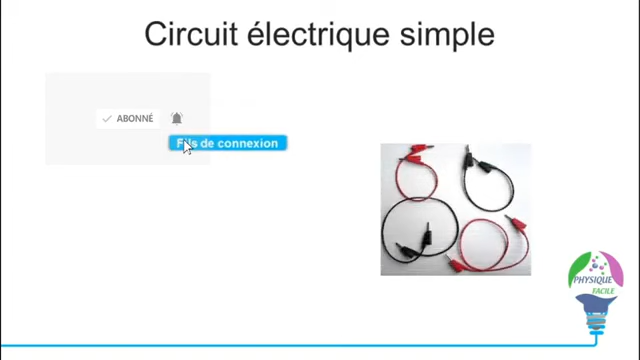 Circuit électrique simple
ABONNÉ
Fils de connexion
PHYSIQUE
FACILE